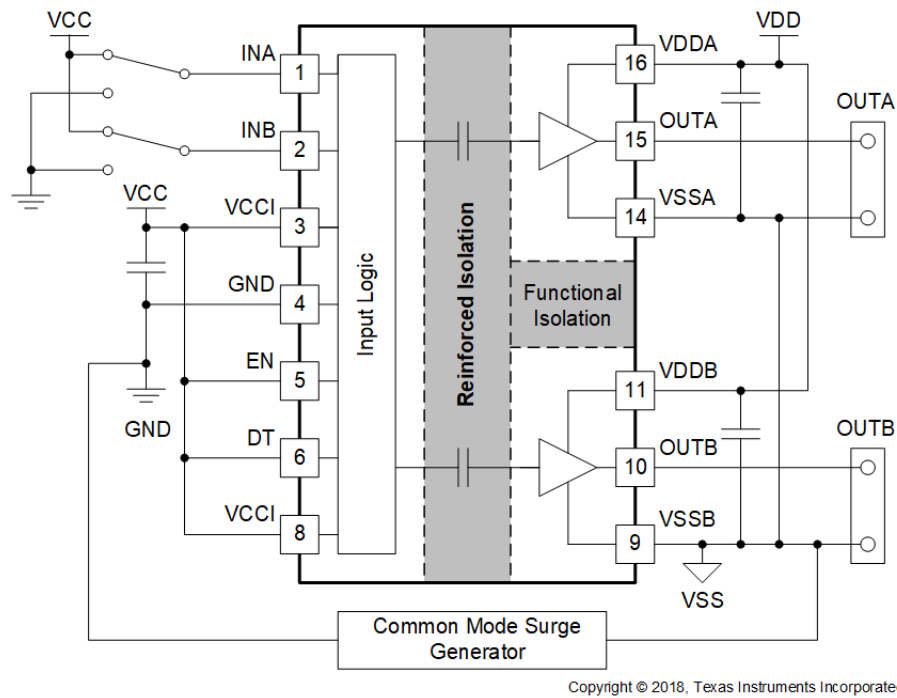 VCC
INA
1
INB
2
VCC
VCCI
3
GND
4
EN
5
GND
DT
6
VCCI
8
Input Logic
Reinforced Isolation
Functional
Isolation
VDDA
16
VDD
OUTA
15
OUTA
VSSA
14
VDDB
11
OUTB
10
OUTB
VSSB
9
VSS
Common Mode Surge
Generator
Copyright © 2018, Texas Instruments Incorporate